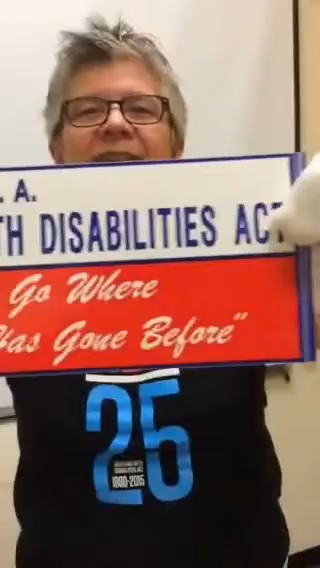 . A.
TH DISABILITIES ACT
Go Where
Has Gone Before"
25
1990-2015